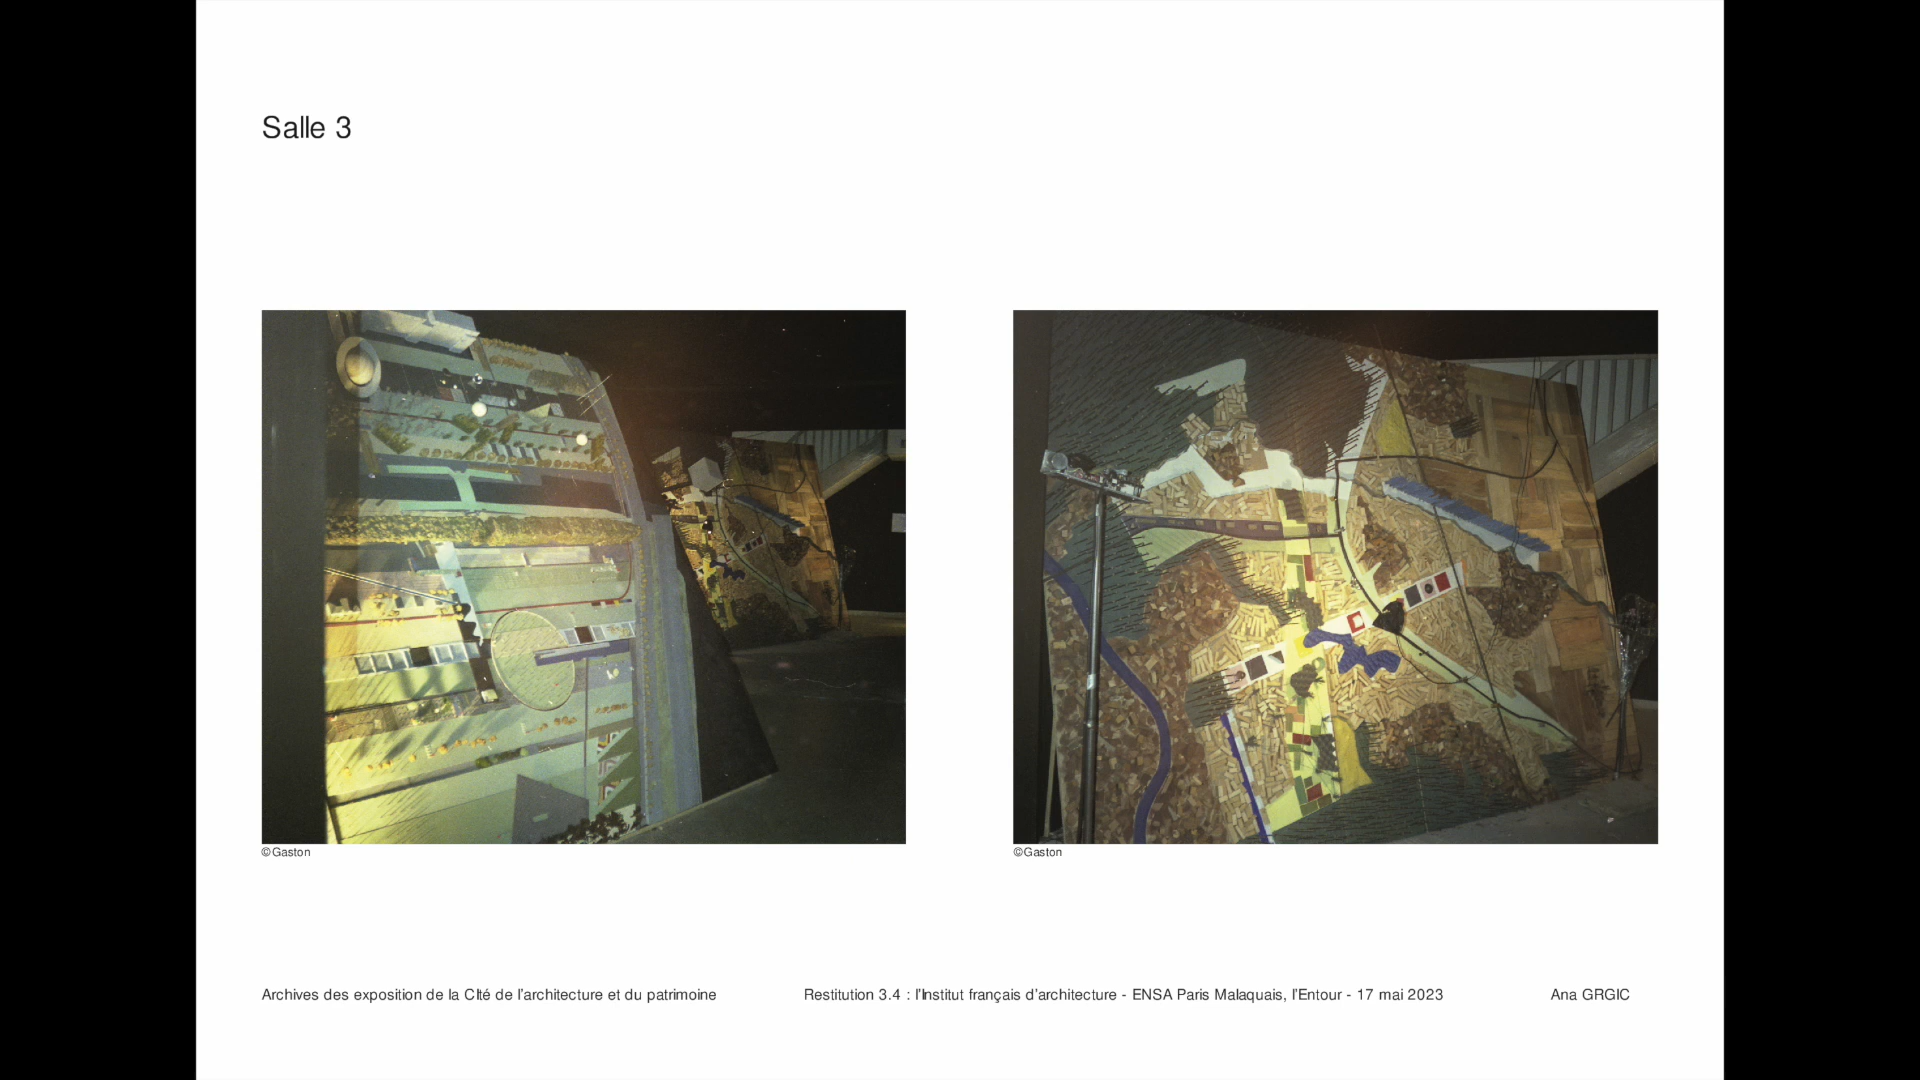 Salle 3
©Gaston
©Gaston
Archives des exposition de la CIté de l'architecture et du patrimoine
Restitution 3.4 : l'Institut français d'architecture - ENSA Paris Malaquais, l'Entour - 17 mai 2023
Ana GRGIC